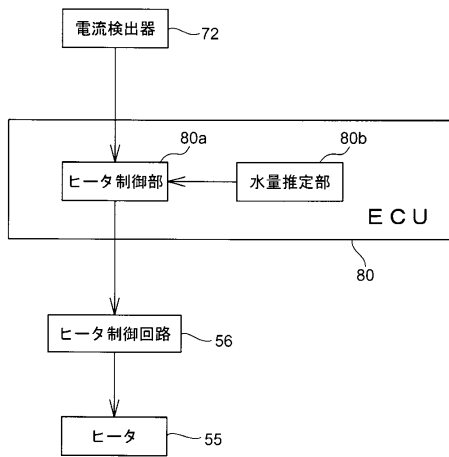 電流検出器
72
80a
80b
ヒータ制御部
水量推定部
ＥＣＵ
80
ヒータ制御回路
56
ヒータ
55